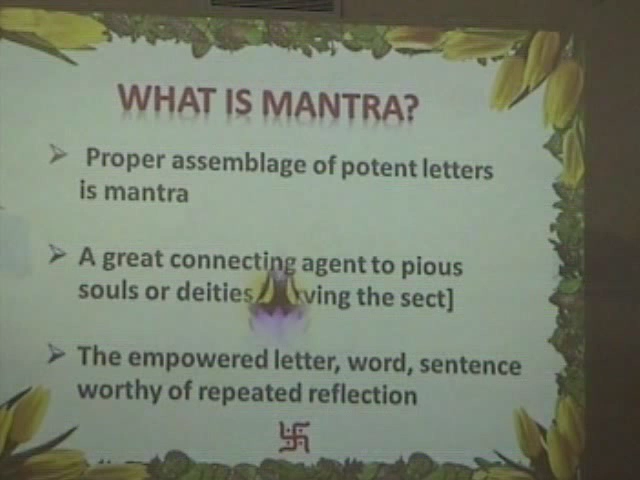 WHAT IS MANTRA?
Proper assemblage of potent letters
is mantra
A great connecting agent to pious
souls or deities the sect]
The empowered letter, word, sentence
worthy of repeated reflection